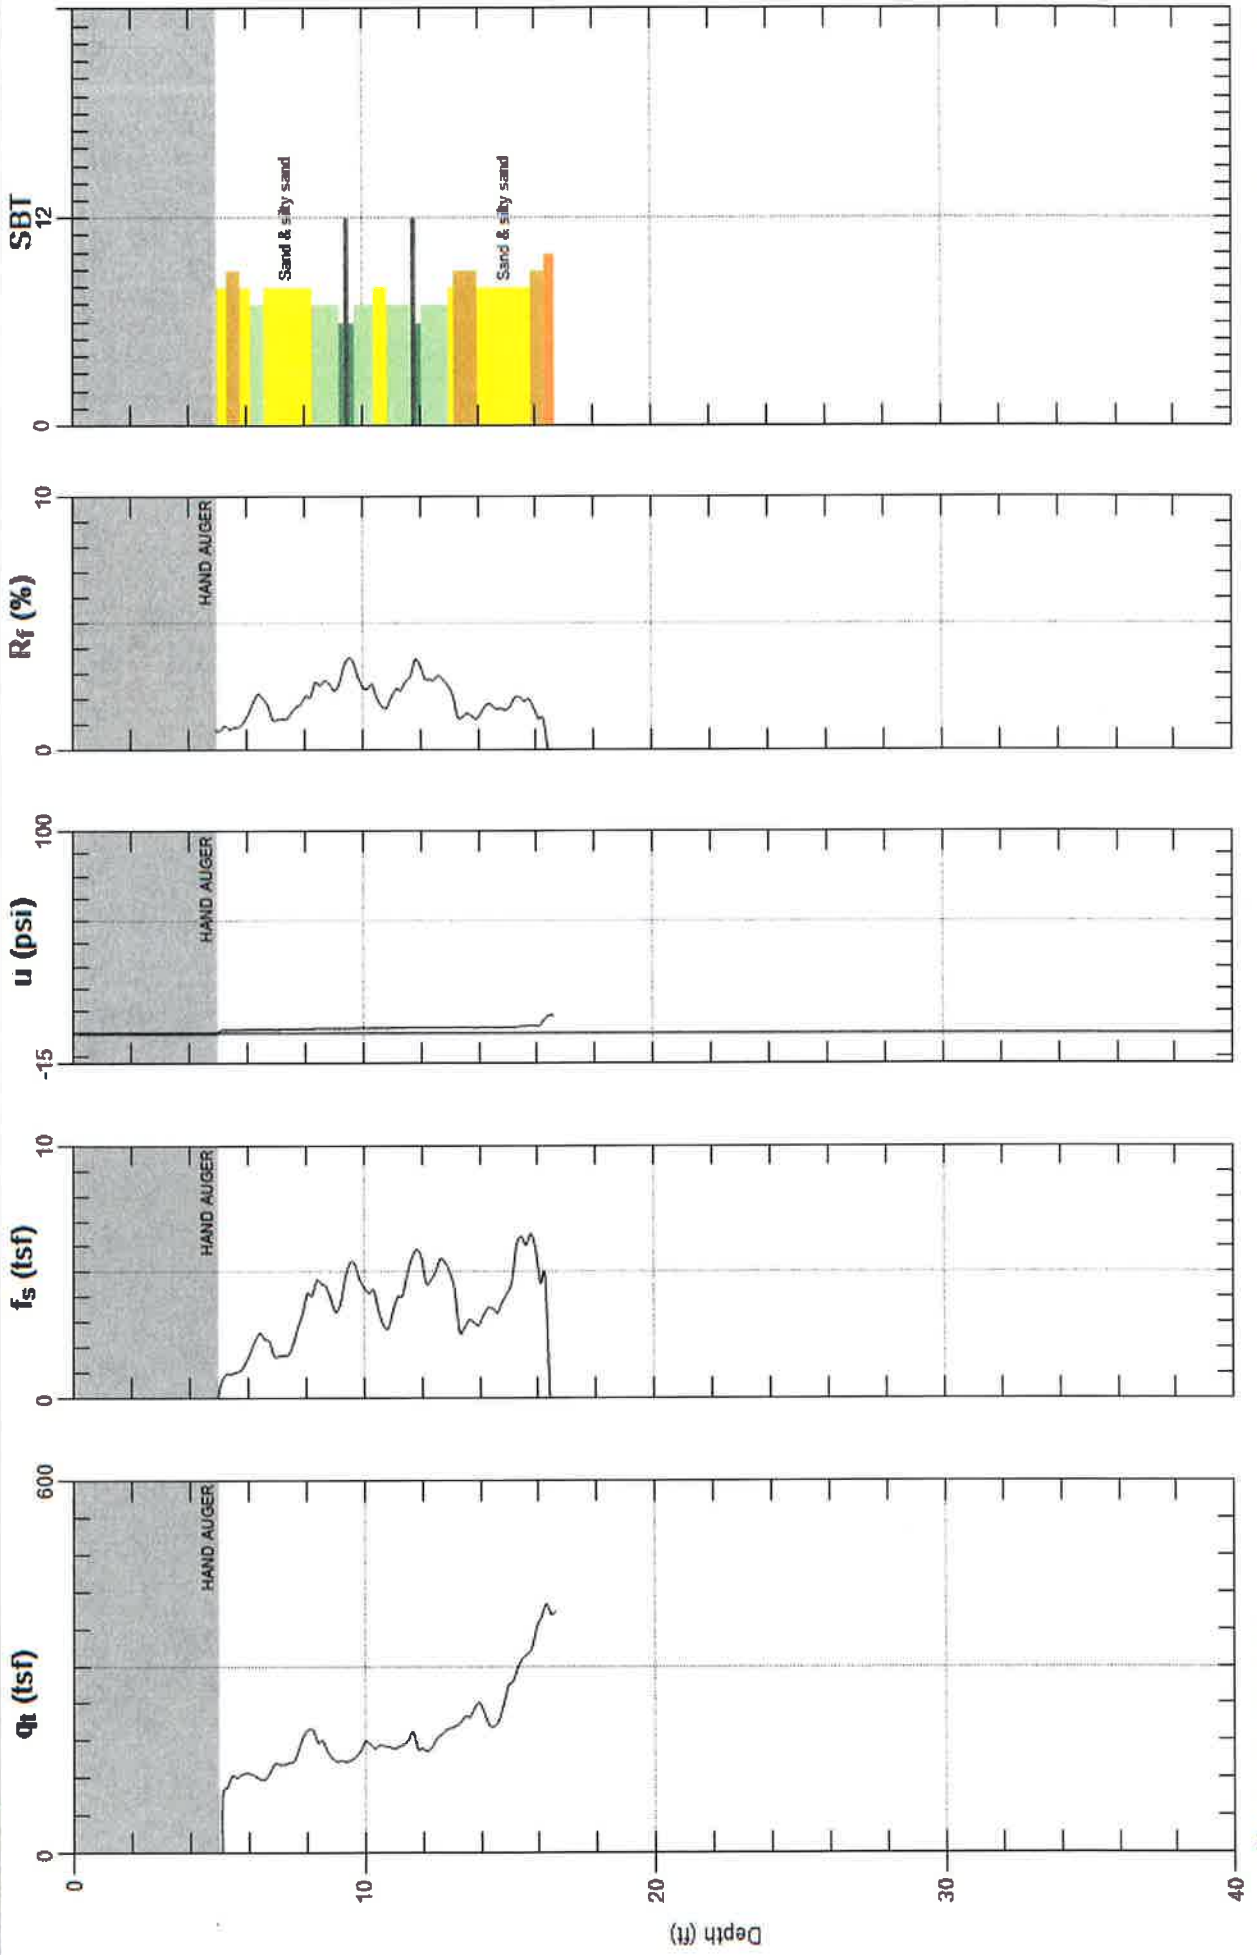 qt (tsf)
0
600
HAND AUGER
fs (tsf)
0
10
HAND AUGER
u (psi)
-15
100
HAND AUGER
Rf (%)
0
10
HAND AUGER
SBT
0
12
Sand & silty sand
Sand & silty sand
Depth (ft)
0
10
20
30
40